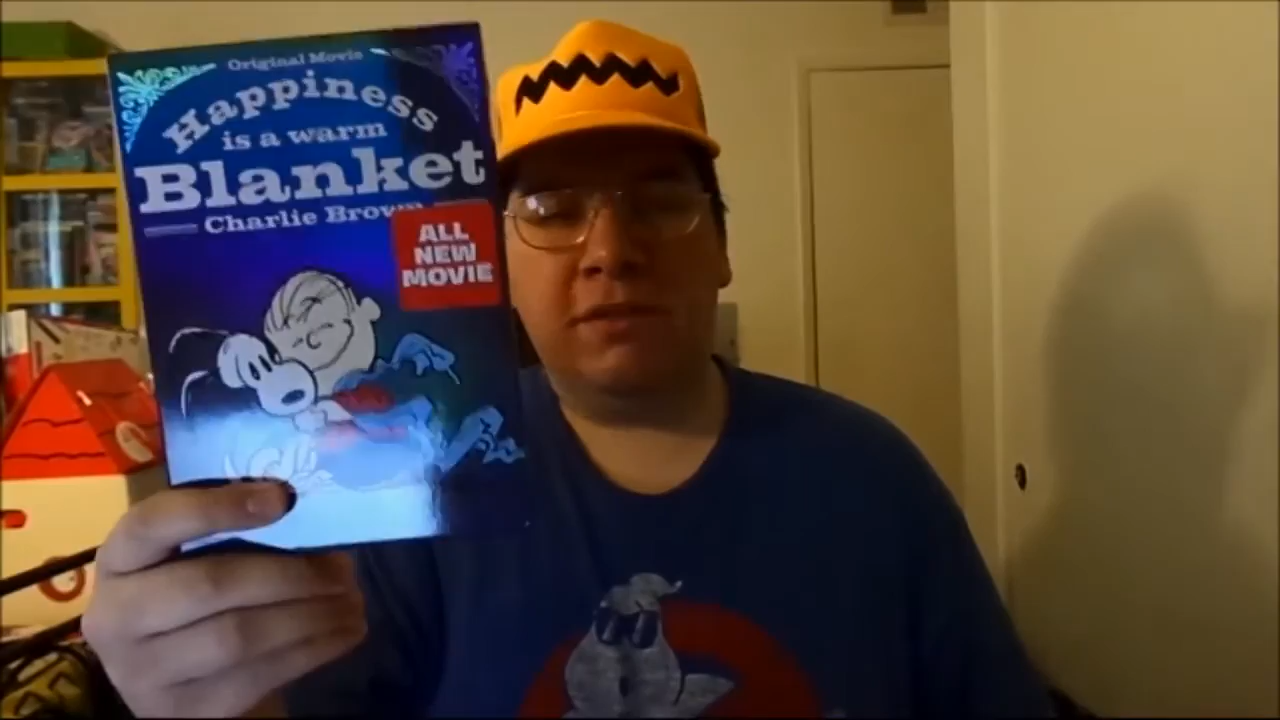 Original Movie
Happiness
is a warm
Blanket
Charlie Brown
ALL
NEW
MOVIE